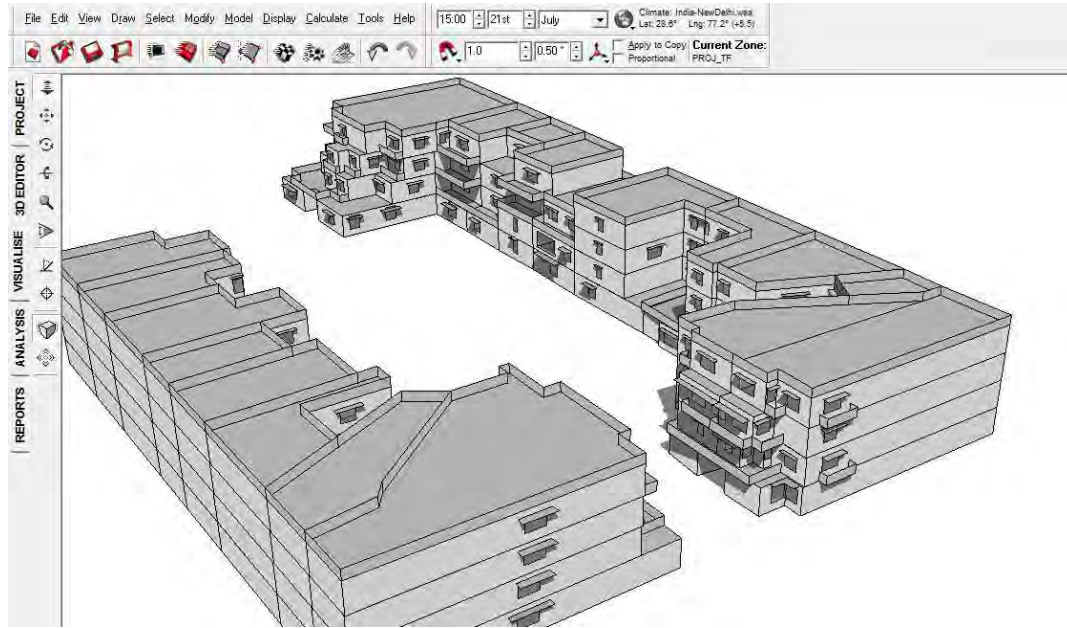 File Edit View Draw Select Modify Model Display Calculate Tools Help
15:00 21st July
Climate: India-NewDelhi.wea
Lat: 28.6° Lng: 77.2° (+5.5)
1.0 0.50° Apply to Copy Current Zone:
Proportional PROJ_TF
PROJECT
3D EDITOR
VISUALISE
ANALYSIS
REPORTS